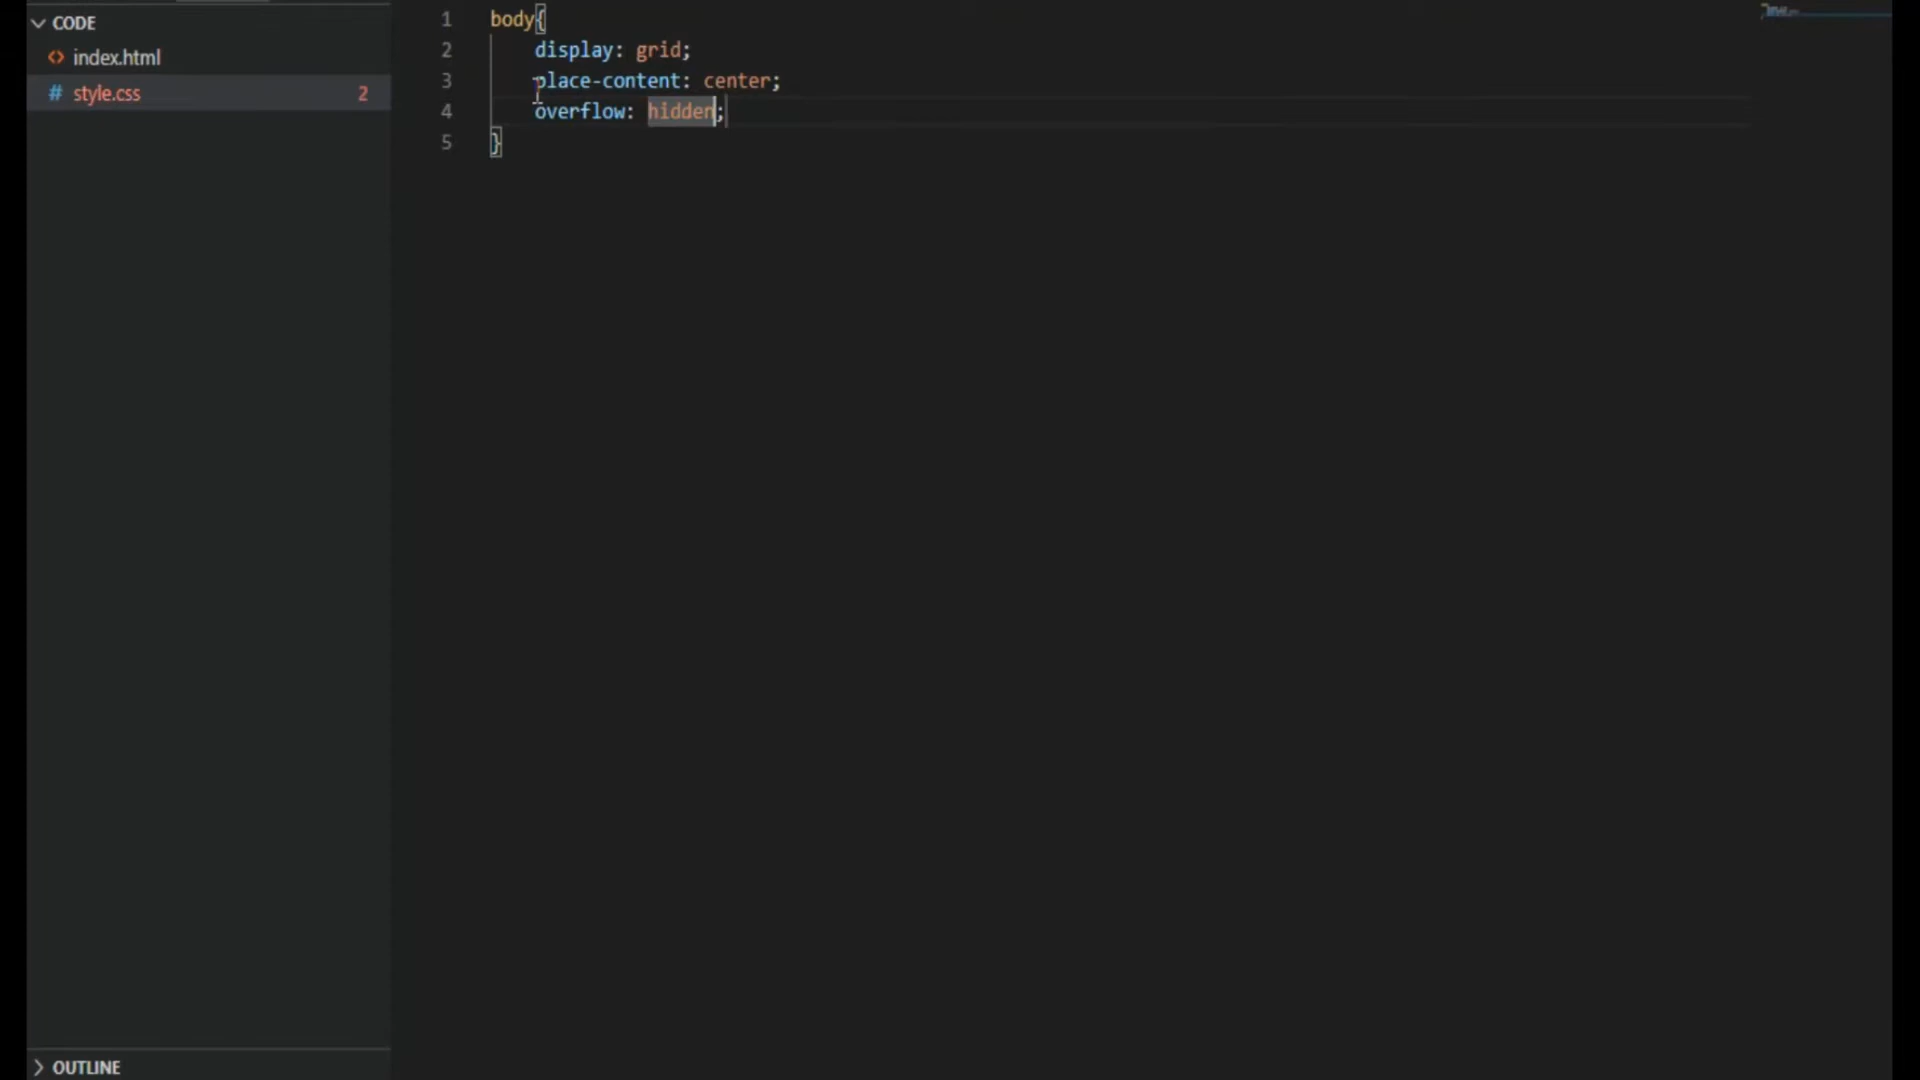 CODE
index.html
style.css 2
1 body{
2 display: grid;
3 place-content: center;
4 overflow: hidden;
5 }
OUTLINE